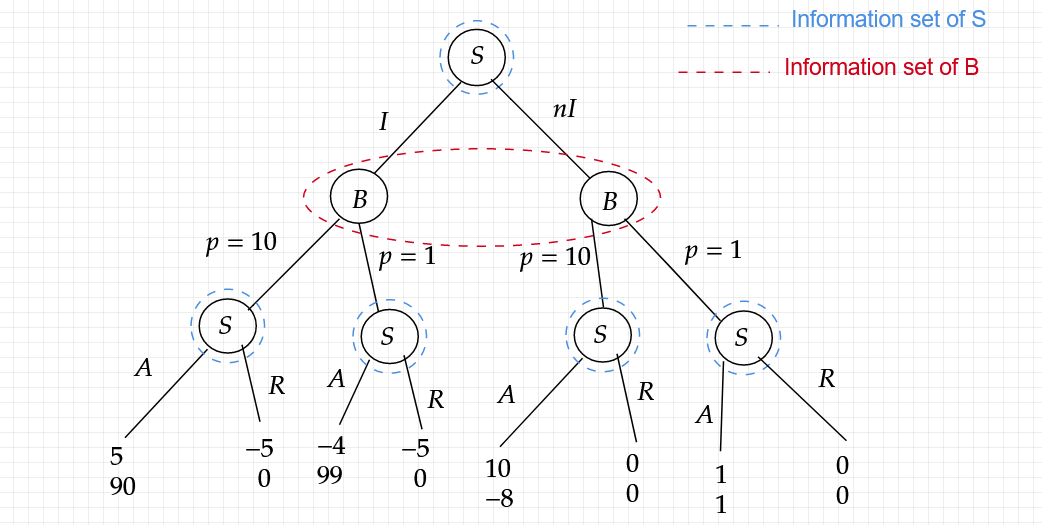 Information set of S
Information set of B
S
I
nI
B
B
p = 10
p = 1
p = 10
p = 1
S
S
S
S
A
R
A
R
A
R
A
R
5
90
−5
0
−4
99
−5
0
10
−8
0
0
1
1
0
0